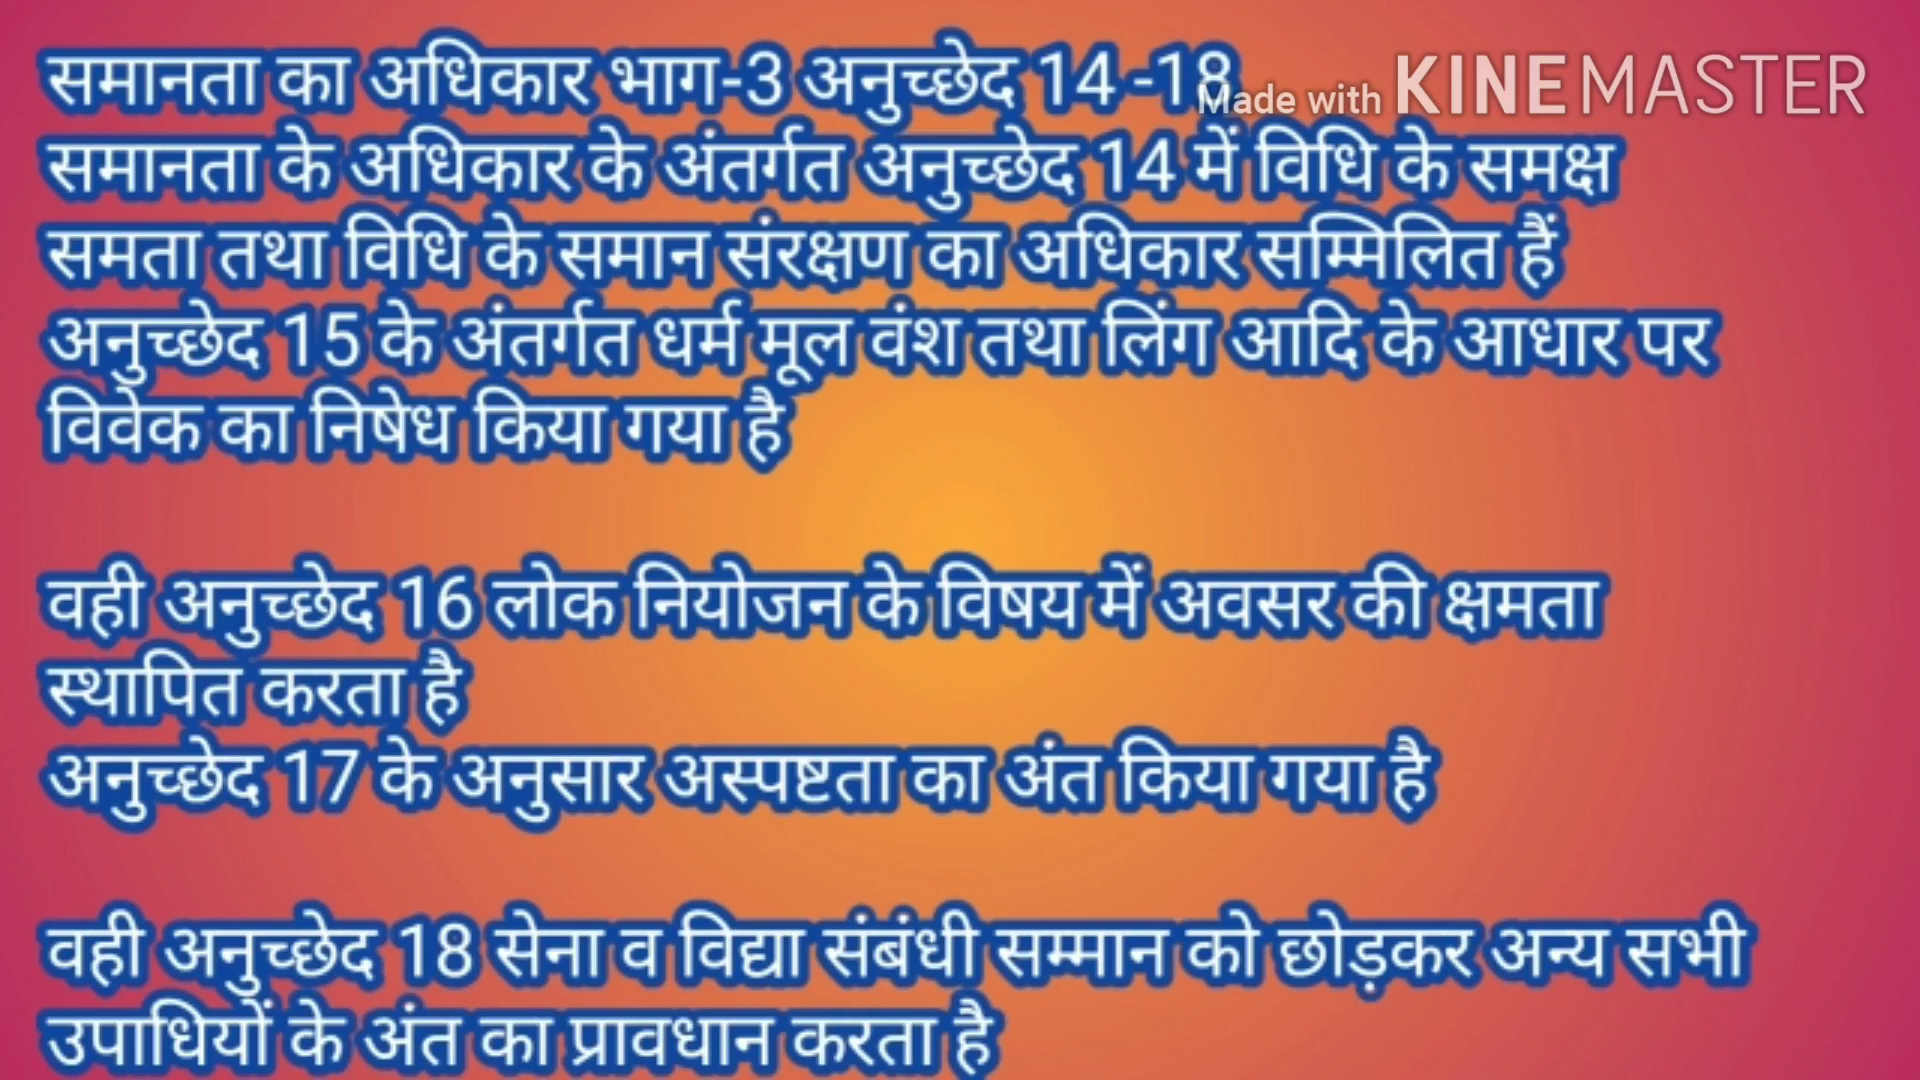 समानता का अधिकार भाग-3 अनुच्छेद 14 -18
Made with KINEMASTER
समानता के अधिकार के अंतर्गत अनुच्छेद 14 में विधि के समक्ष
समता तथा विधि के समान संरक्षण का अधिकार सम्मिलित हैं
अनुच्छेद 15 के अंतर्गत धर्म मूल वंश तथा लिंग आदि के आधार पर
विवेक का निषेध किया गया है
वही अनुच्छेद 16 लोक नियोजन के विषय में अवसर की क्षमता
स्थापित करता है
अनुच्छेद 17 के अनुसार अस्पष्टता का अंत किया गया है
वही अनुच्छेद 18 सेना व विद्या संबंधी सम्मान को छोड़कर अन्य सभी
उपाधियों के अंत का प्रावधान करता है